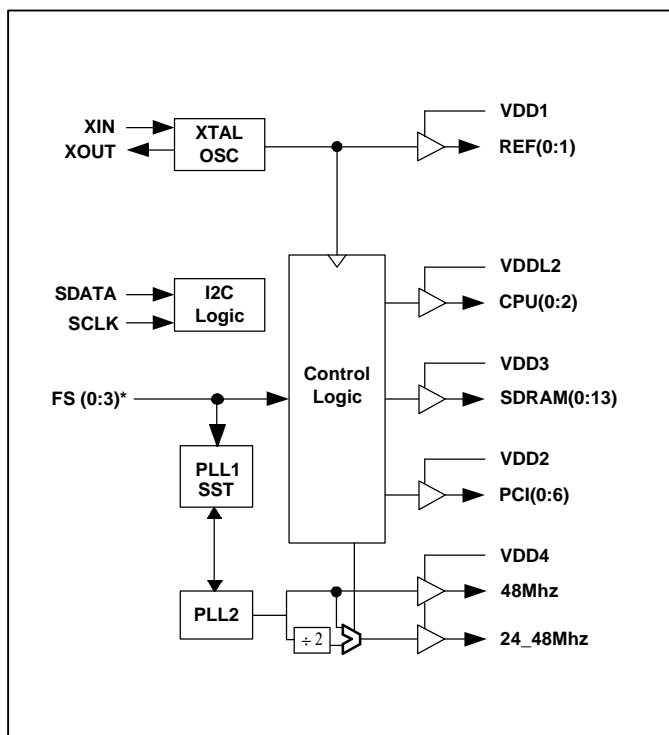 XIN
XOUT
XTAL
OSC
VDD1
REF(0:1)
SDATA
SCLK
I2C
Logic
VDDL2
CPU(0:2)
FS (0:3)*
Control
Logic
VDD3
SDRAM(0:13)
PLL1
SST
VDD2
PCI(0:6)
VDD4
48Mhz
PLL2
÷ 2
24_48Mhz